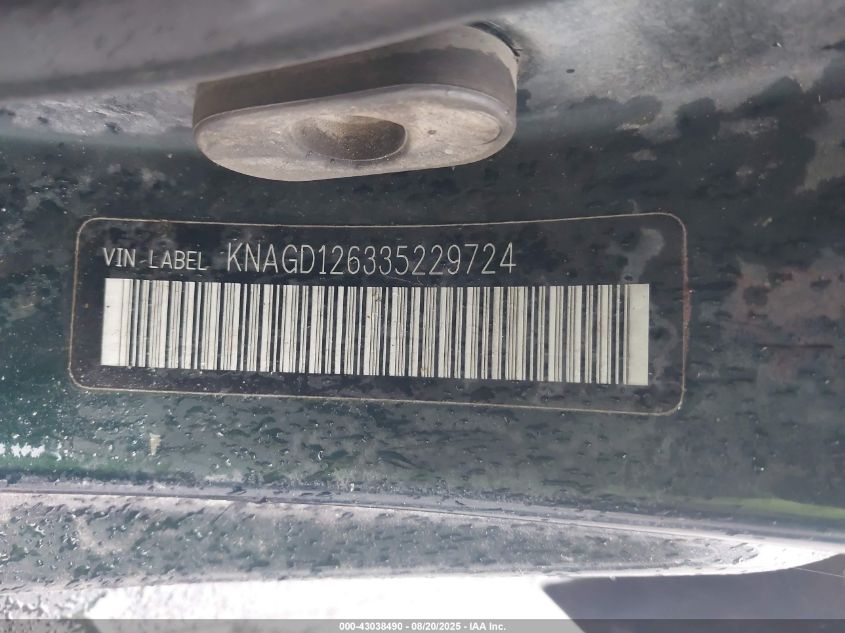 VIN LABEL KNAGD126335229724
000-43038490 - 08/20/2025 - IAA Inc.